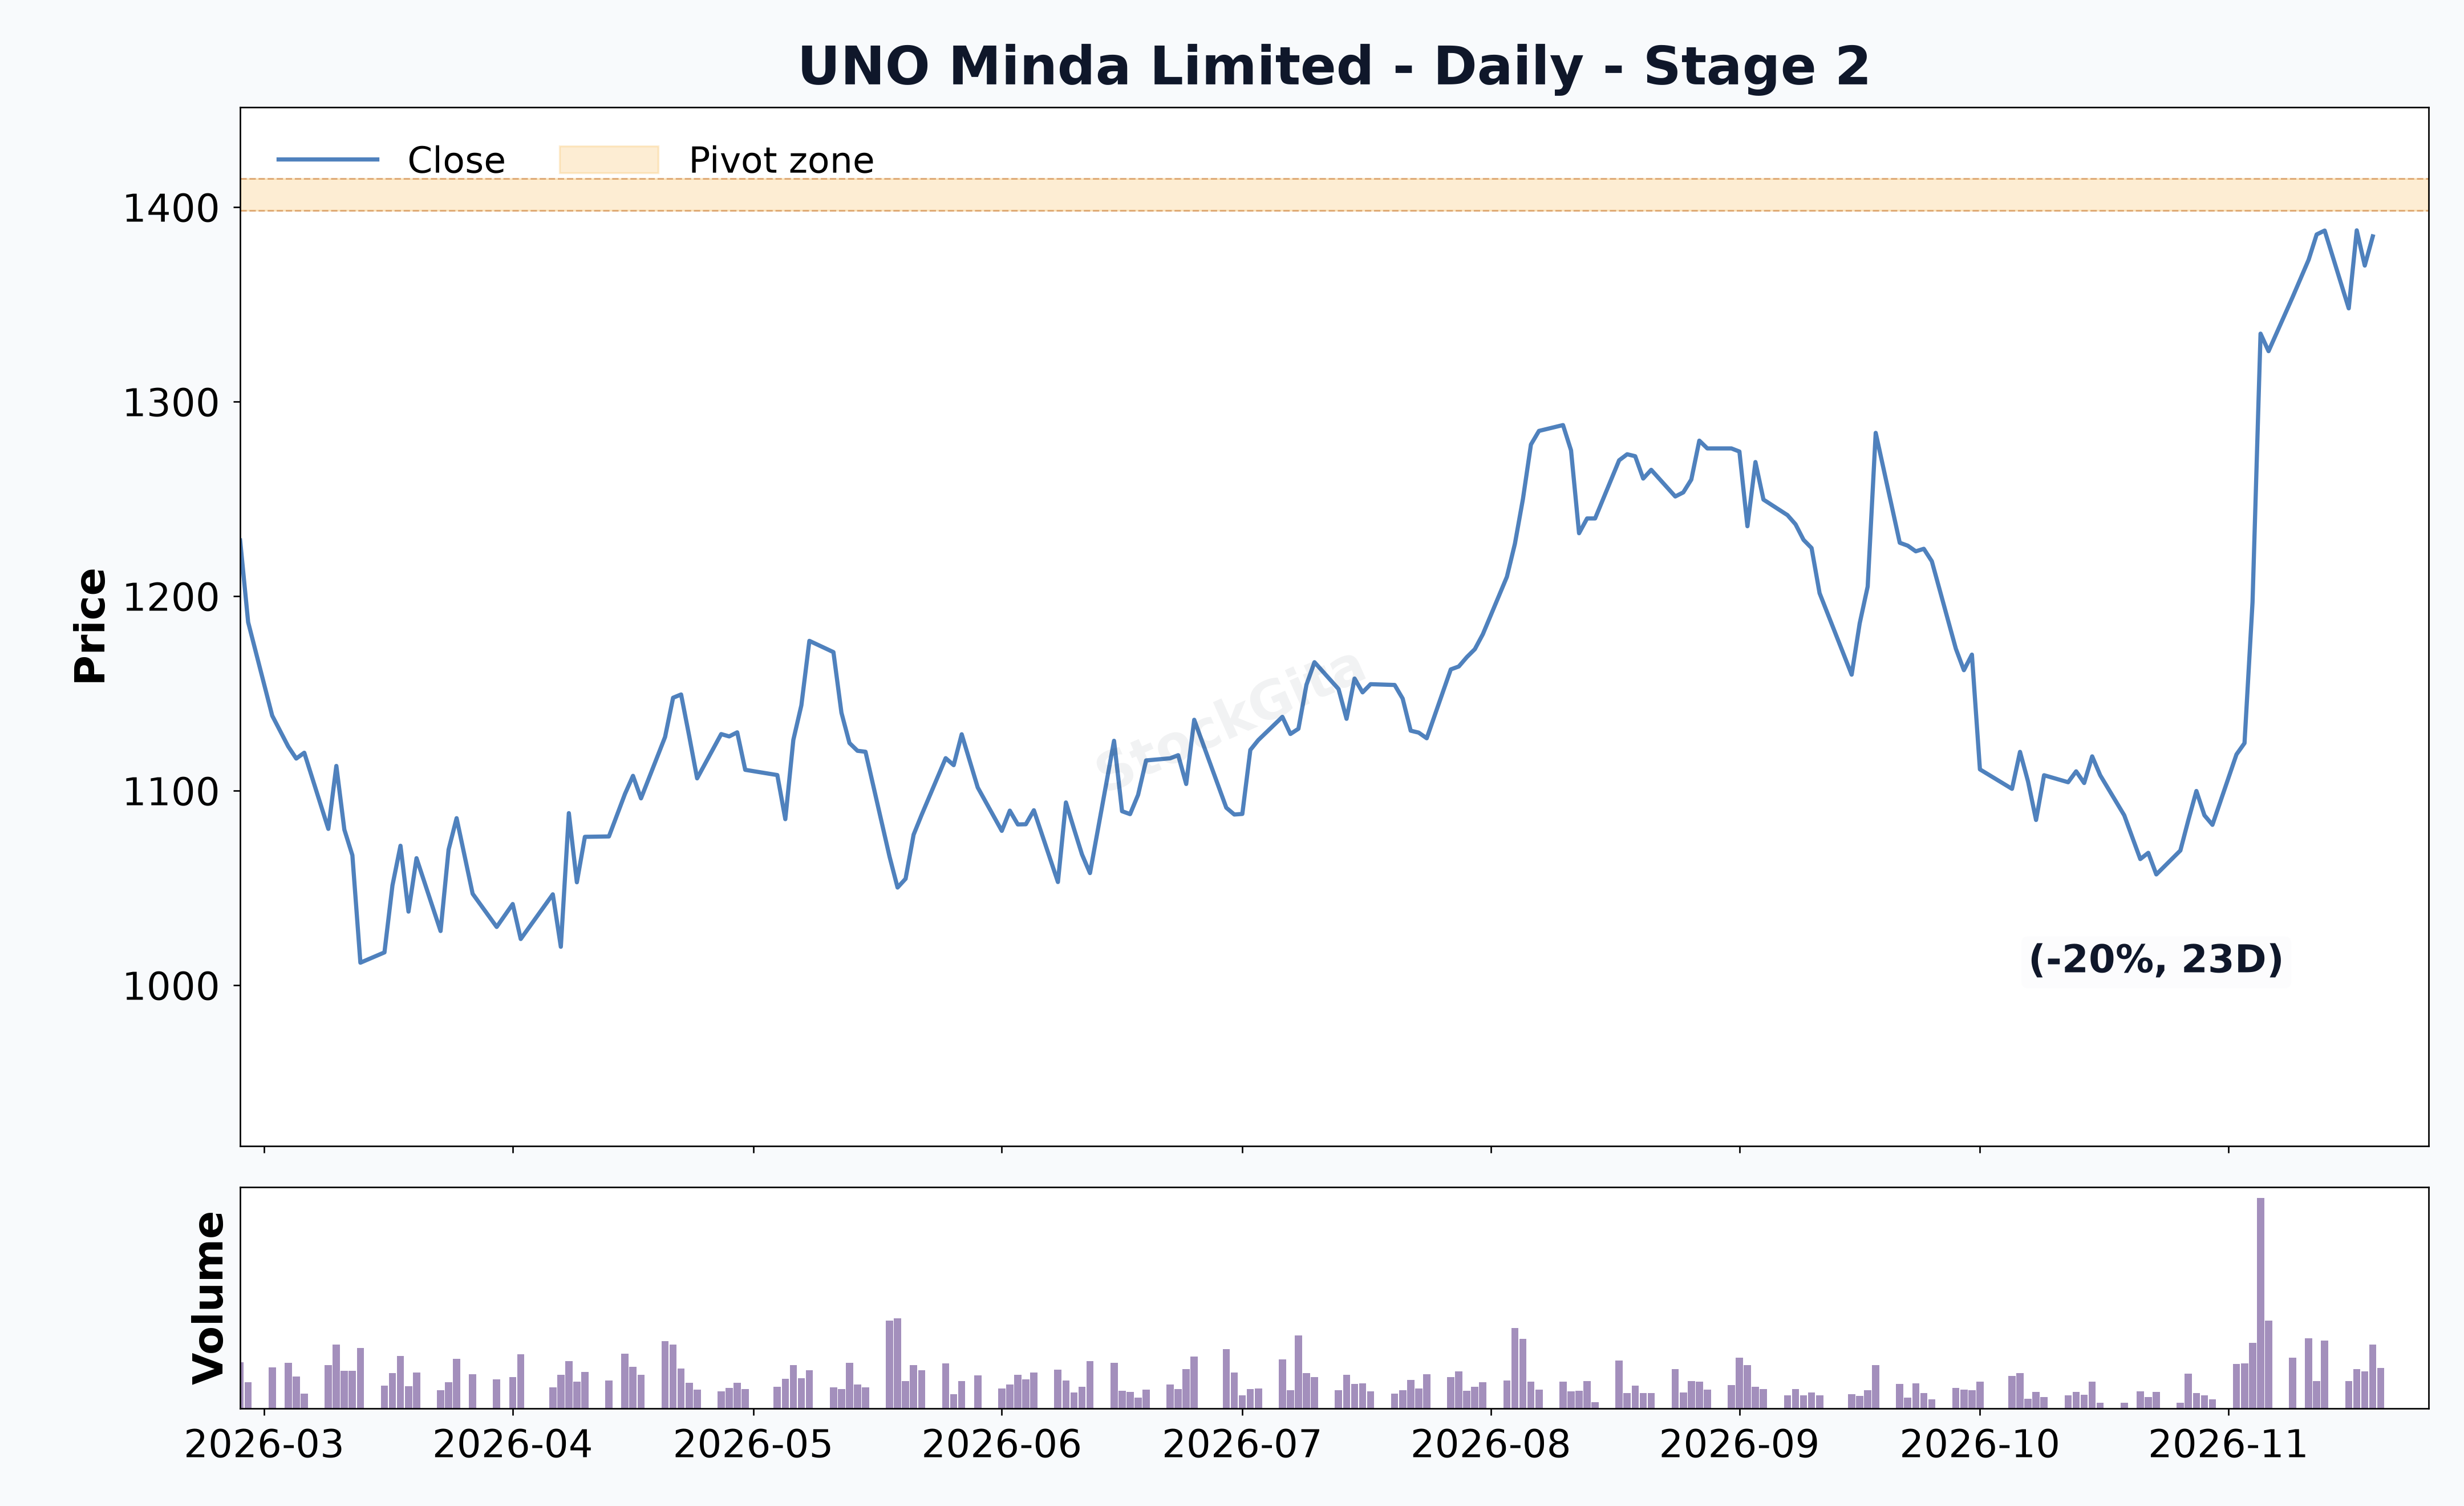 UNO Minda Limited - Daily - Stage 2
Close
Pivot zone
1400
1300
1200
1100
1000
Price
StockGita
(-20%, 23D)
Volume
2026-03
2026-04
2026-05
2026-06
2026-07
2026-08
2026-09
2026-10
2026-11